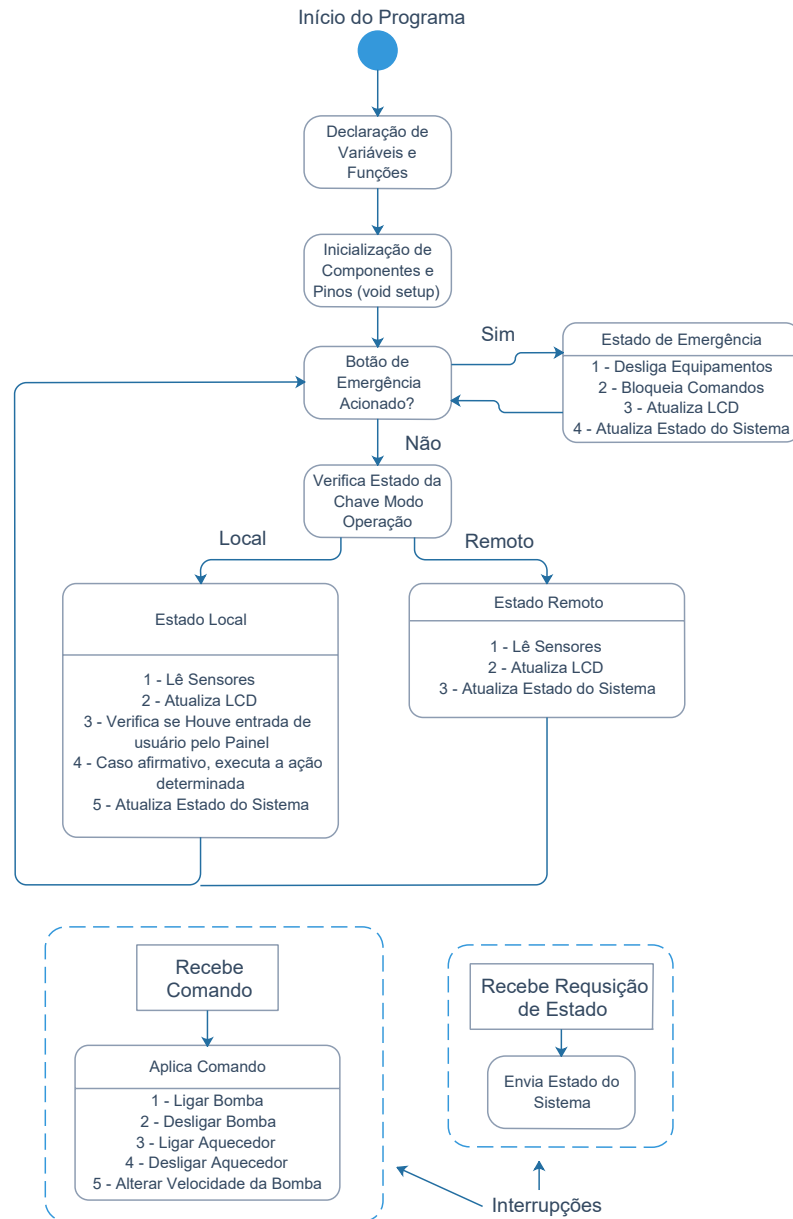 Início do Programa
Declaração de
Variáveis e
Funções
Inicialização de
Componentes e
Pinos (void setup)
Botão de
Emergência
Acionado?
Sim
Estado de Emergência
1 - Desliga Equipamentos
2 - Bloqueia Comandos
3 - Atualiza LCD
4 - Atualiza Estado do Sistema
Não
Verifica Estado da
Chave Modo
Operação
Local
Remoto
Estado Local
1 - Lê Sensores
2 - Atualiza LCD
3 - Verifica se Houve entrada de
usuário pelo Painel
4 - Caso afirmativo, executa a ação
determinada
5 - Atualiza Estado do Sistema
Estado Remoto
1 - Lê Sensores
2 - Atualiza LCD
3 - Atualiza Estado do Sistema
Recebe
Comando
Aplica Comando
1 - Ligar Bomba
2 - Desligar Bomba
3 - Ligar Aquecedor
4 - Desligar Aquecedor
5 - Alterar Velocidade da Bomba
Recebe Requsição
de Estado
Envia Estado do
Sistema
Interrupções